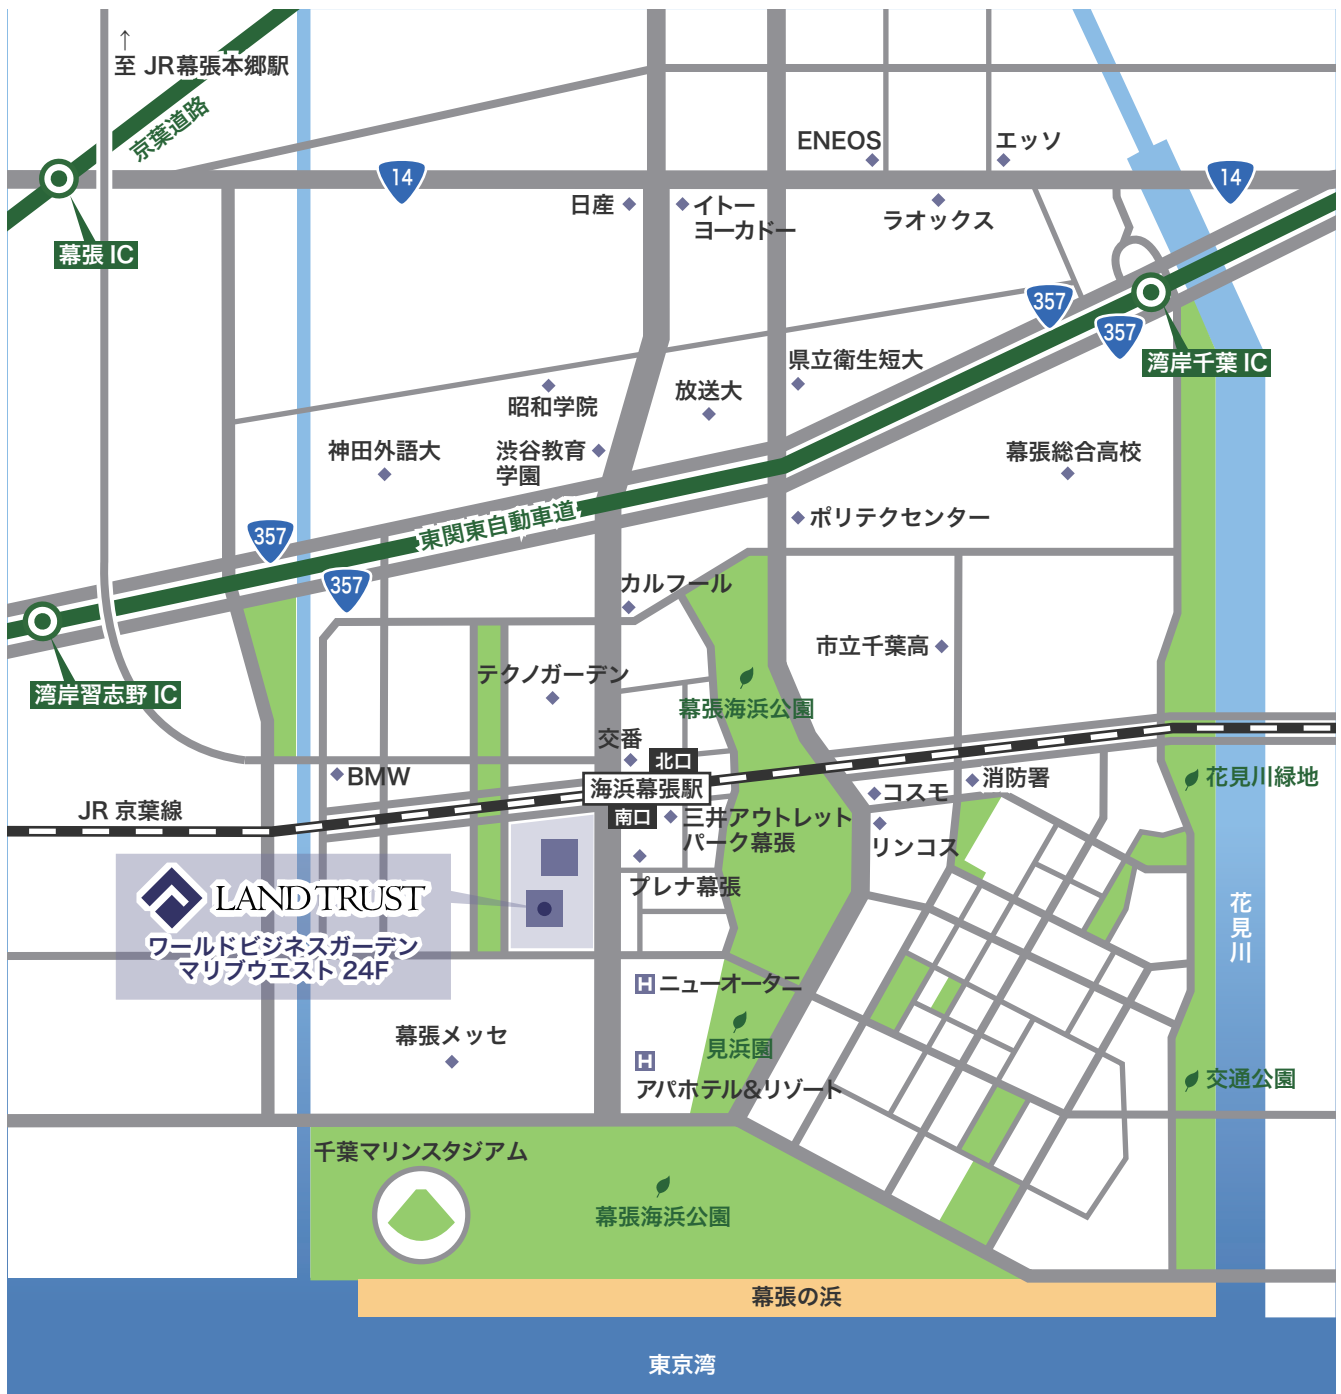 ↑
至 JR幕張本郷駅
京葉道路
ENEOS
エッソ
14
14
日産
イトー
ヨーカドー
ラオックス
幕張 IC
357
357
湾岸千葉 IC
県立衛生短大
昭和学院
放送大
神田外語大
渋谷教育
学園
幕張総合高校
東関東自動車道
ポリテクセンター
357
357
カルフール
湾岸習志野 IC
市立千葉高
テクノガーデン
幕張海浜公園
交番
北口
BMW
海浜幕張駅
消防署
花見川緑地
コスモ
JR 京葉線
南口
三井アウトレット
パーク幕張
リンコス
プレナ幕張
LAND TRUST
ワールドビジネスガーデン
マリブウエスト 24F
花見川
H ニューオータニ
幕張メッセ
見浜園
H
アパホテル&リゾート
交通公園
千葉マリンスタジアム
幕張海浜公園
幕張の浜
東京湾